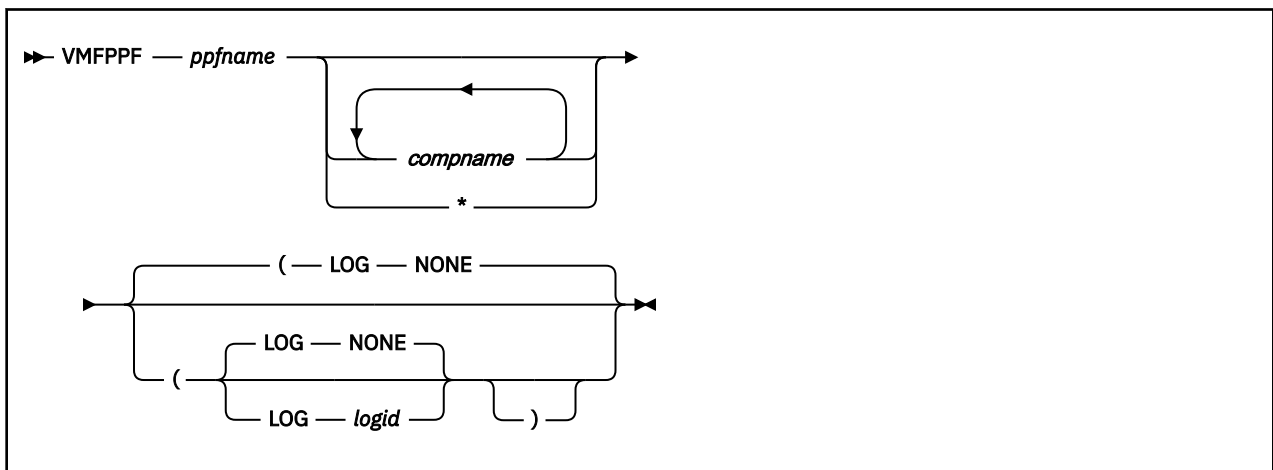 VMFPPF ppfname
compname
*
( LOG NONE
LOG NONE
(
LOG logid )